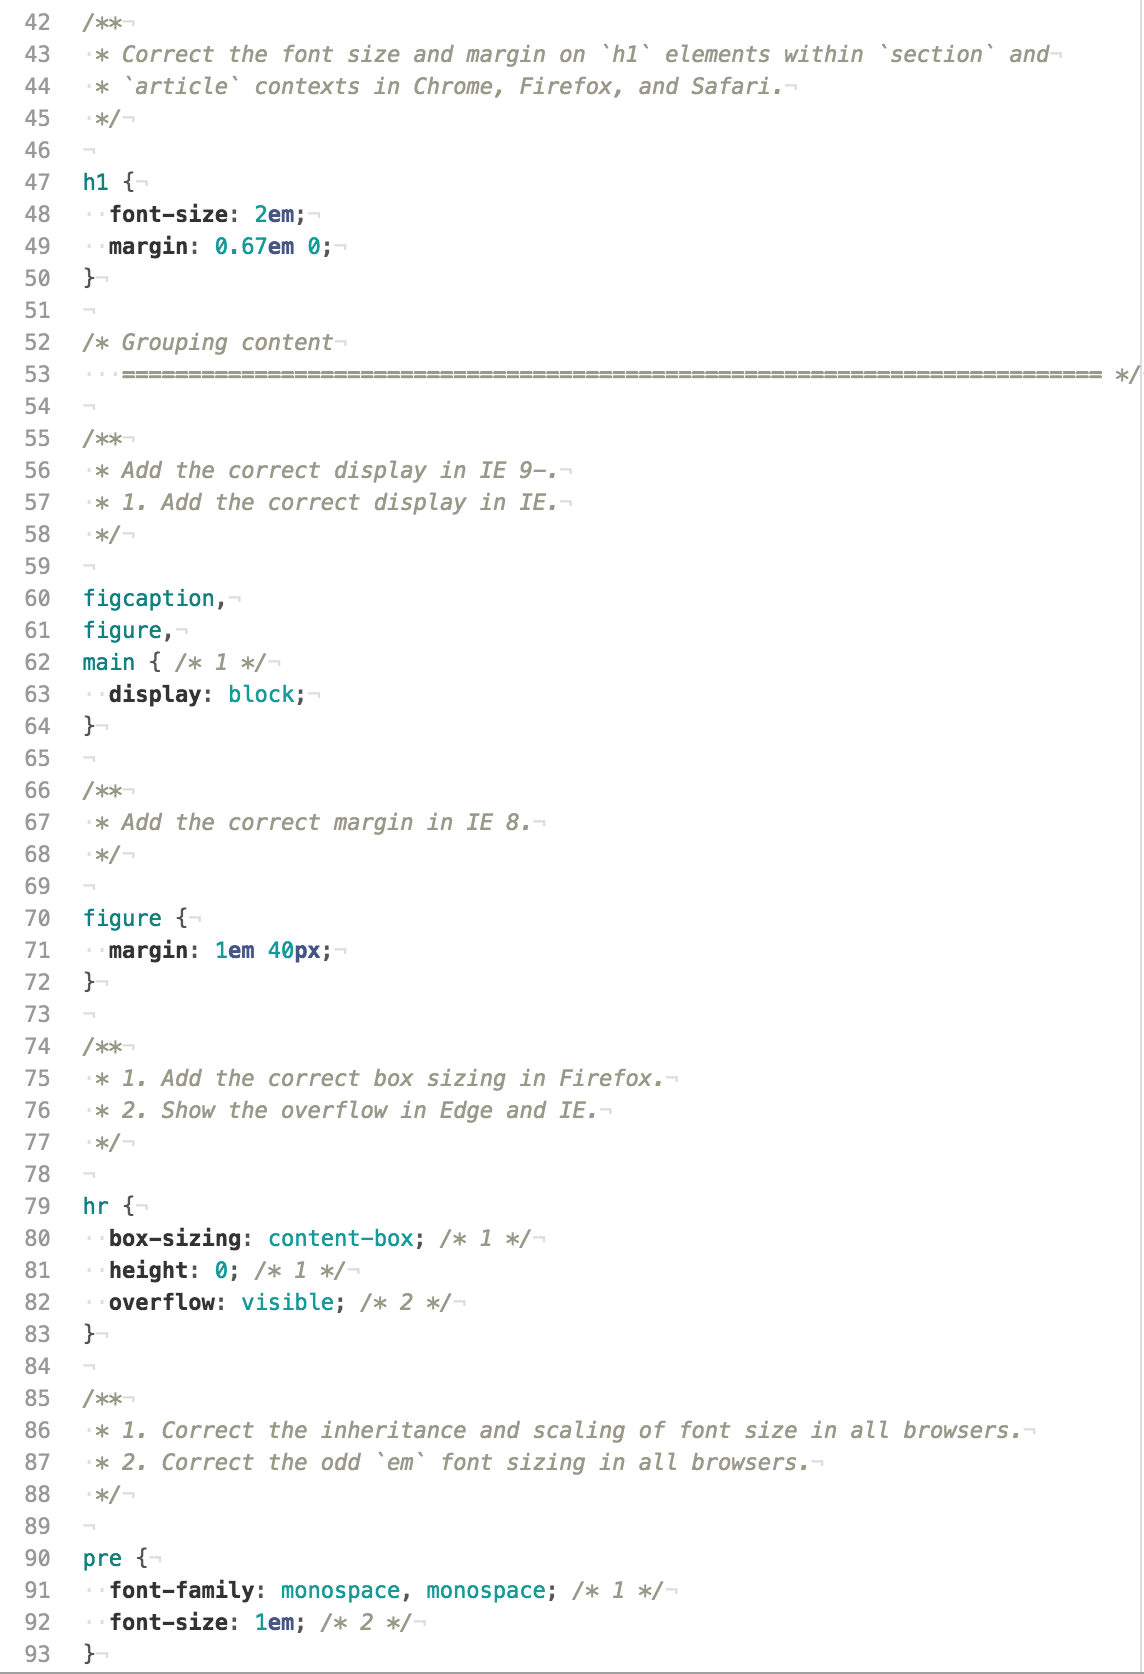 42 /**¬
43 ·* Correct the font size and margin on `h1` elements within `section` and¬
44 ·* `article` contexts in Chrome, Firefox, and Safari.¬
45 ·*/¬
46 ¬
47 h1 {¬
48 ··font-size: 2em;¬
49 ··margin: 0.67em 0;¬
50 }¬
51 ¬
52 /* Grouping content¬
53 ···========================================================================== */
54 ¬
55 /**¬
56 ·* Add the correct display in IE 9-.¬
57 ·* 1. Add the correct display in IE.¬
58 ·*/¬
59 ¬
60 figcaption,¬
61 figure,¬
62 main { /* 1 */¬
63 ··display: block;¬
64 }¬
65 ¬
66 /**¬
67 ·* Add the correct margin in IE 8.¬
68 ·*/¬
69 ¬
70 figure {¬
71 ··margin: 1em 40px;¬
72 }¬
73 ¬
74 /**¬
75 ·* 1. Add the correct box sizing in Firefox.¬
76 ·* 2. Show the overflow in Edge and IE.¬
77 ·*/¬
78 ¬
79 hr {¬
80 ··box-sizing: content-box; /* 1 */¬
81 ··height: 0; /* 1 */¬
82 ··overflow: visible; /* 2 */¬
83 }¬
84 ¬
85 /**¬
86 ·* 1. Correct the inheritance and scaling of font size in all browsers.¬
87 ·* 2. Correct the odd `em` font sizing in all browsers.¬
88 ·*/¬
89 ¬
90 pre {¬
91 ··font-family: monospace, monospace; /* 1 */¬
92 ··font-size: 1em; /* 2 */¬
93 }¬